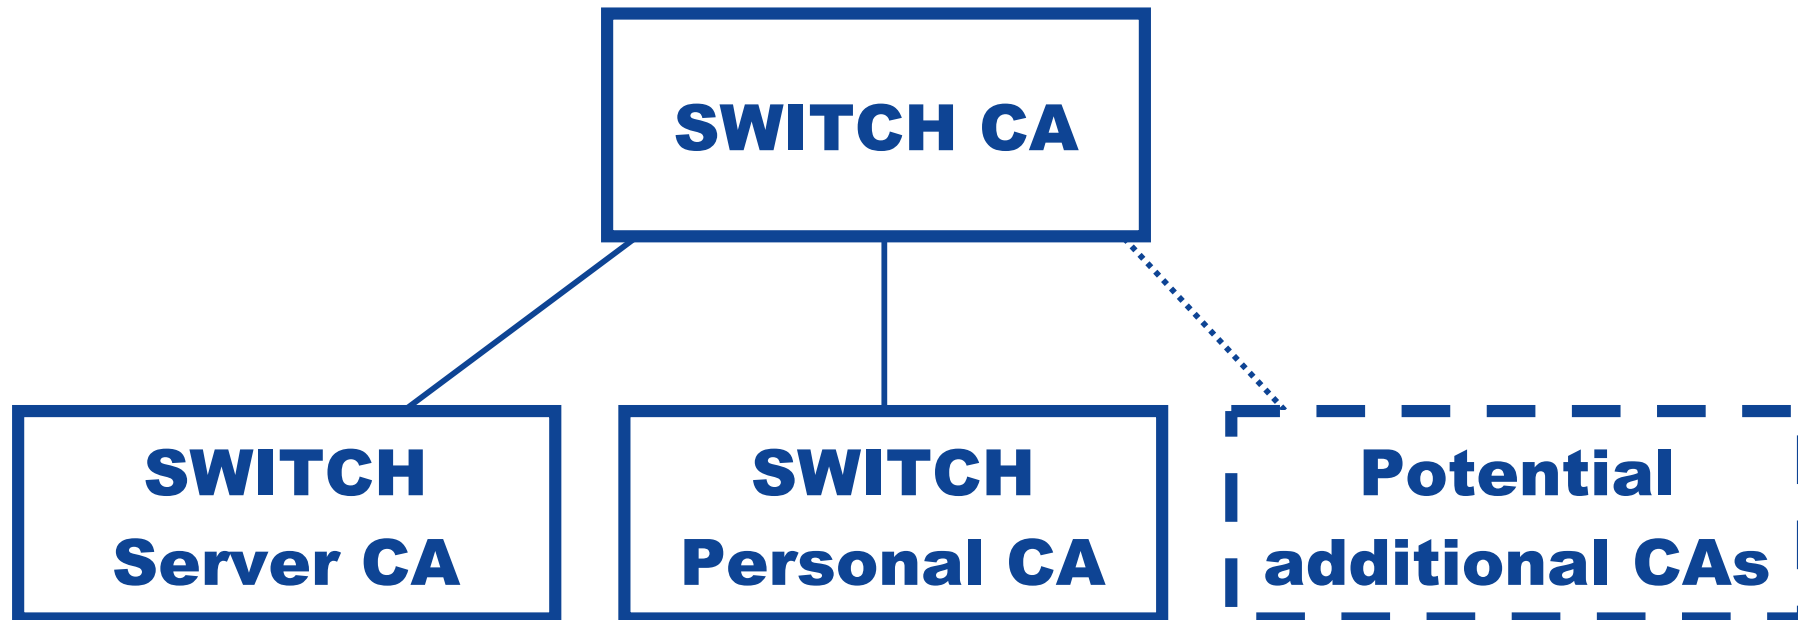 SWITCH CA
SWITCH
Server CA
SWITCH
Personal CA
Potential
additional CAs